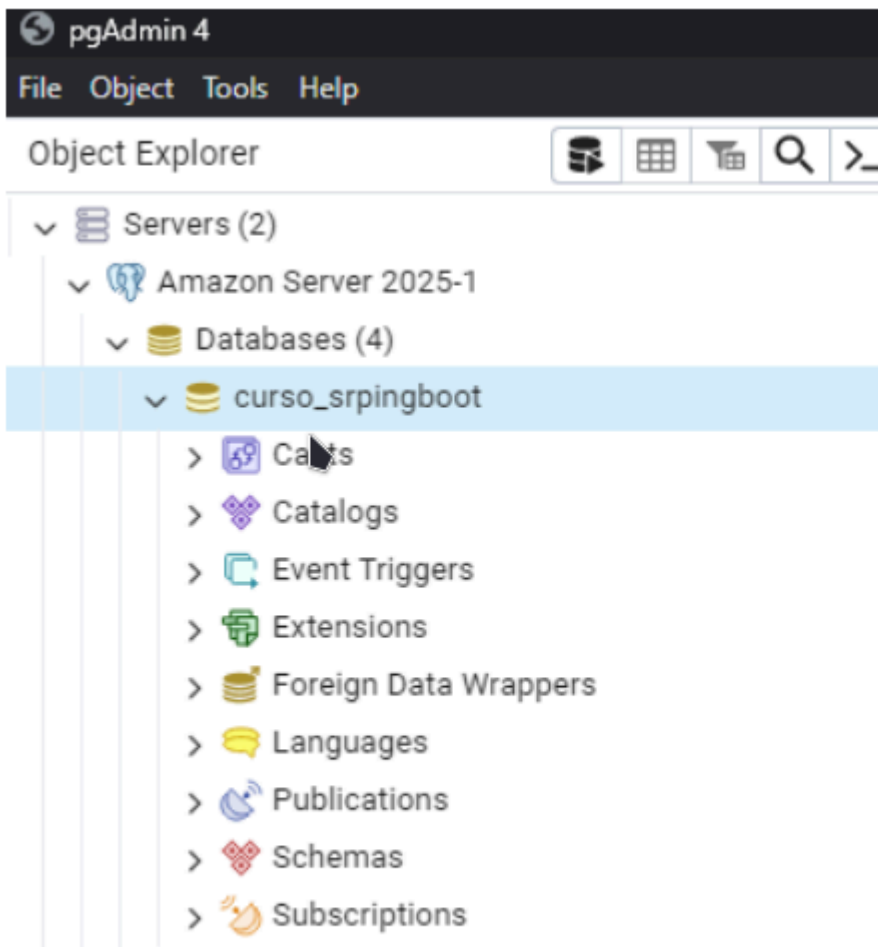 pgAdmin 4
File Object Tools Help
Object Explorer
Servers (2)
Amazon Server 2025-1
Databases (4)
curso_srpingboot
Casts
Catalogs
Event Triggers
Extensions
Foreign Data Wrappers
Languages
Publications
Schemas
Subscriptions